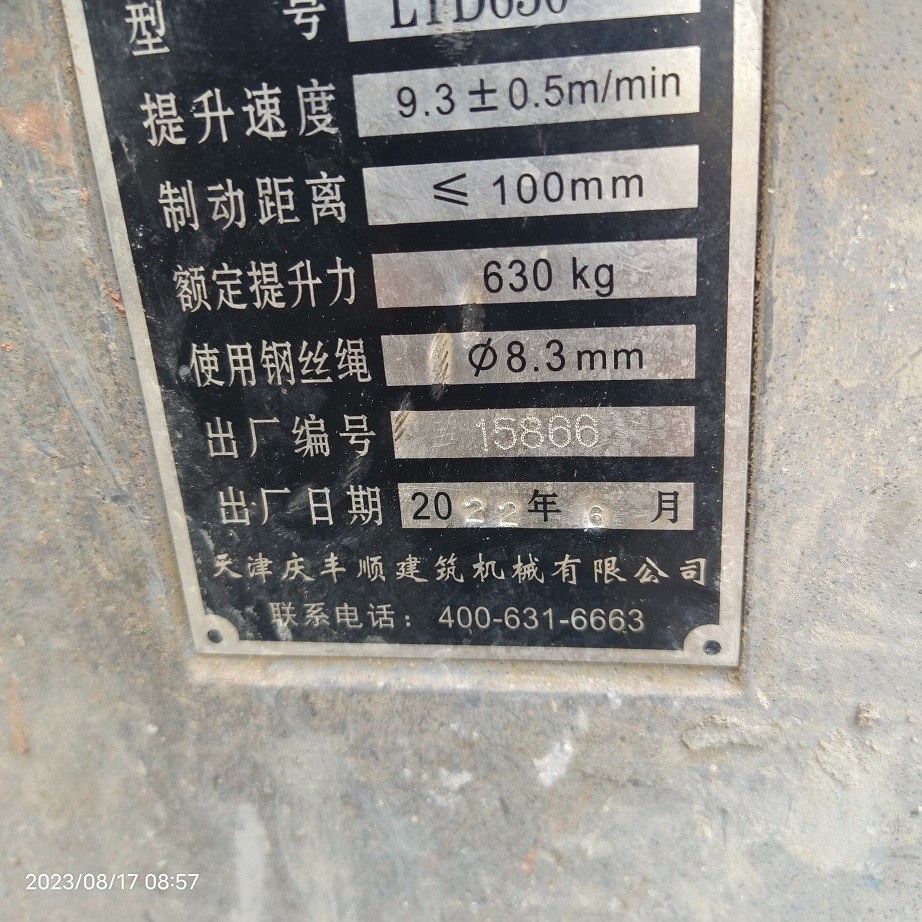 型 号 LTD630
提升速度 9.3±0.5m/min
制动距离 ≤ 100mm
额定提升力 630 kg
使用钢丝绳 Ø8.3mm
出厂编号 15866
出厂日期 2022年6月
天津庆丰顺建筑机械有限公司
联系电话：400-631-6663
2023/08/17 08:57